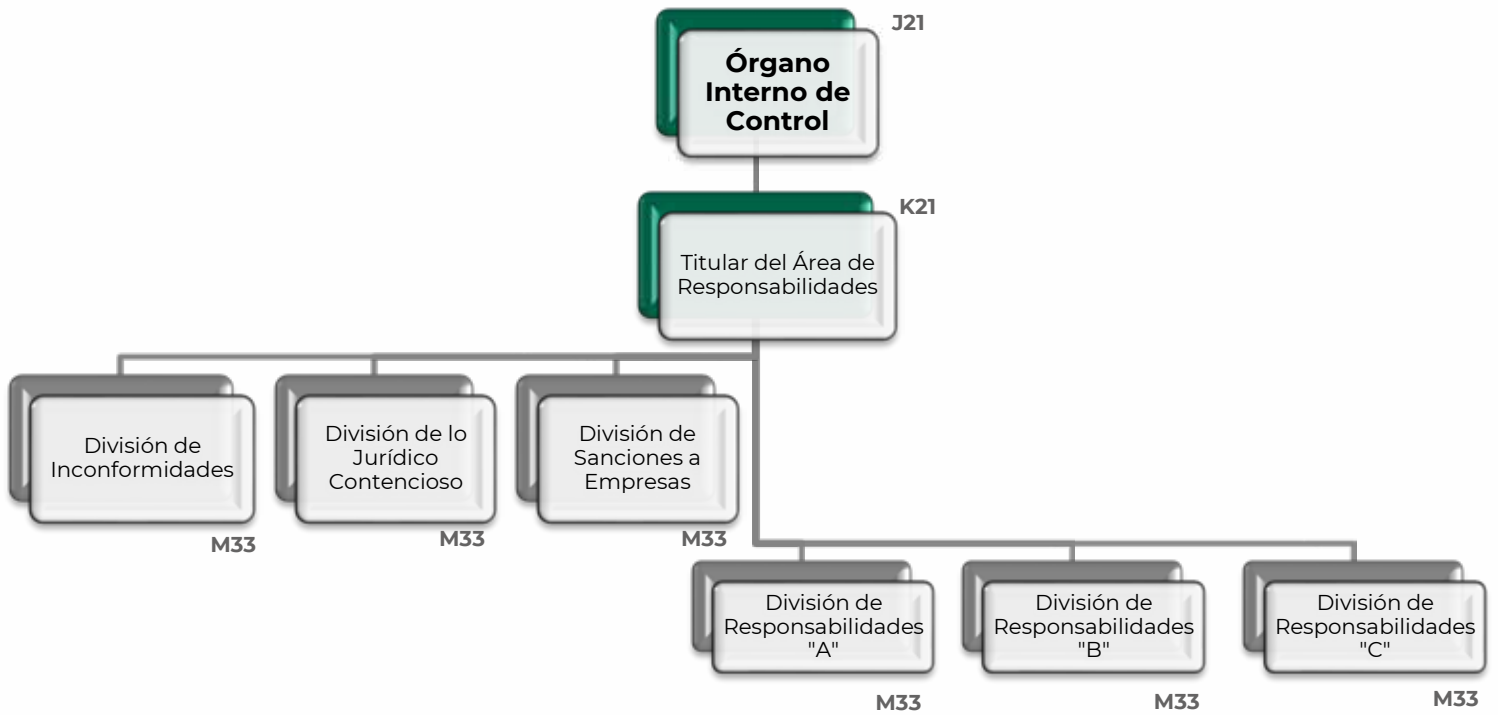 J21
Órgano
Interno de
Control
K21
Titular del Área de
Responsabilidades
División de
Inconformidades
M33
División de lo
Jurídico
Contencioso
M33
División de
Sanciones a
Empresas
M33
División de
Responsabilidades
"A"
M33
División de
Responsabilidades
"B"
M33
División de
Responsabilidades
"C"
M33